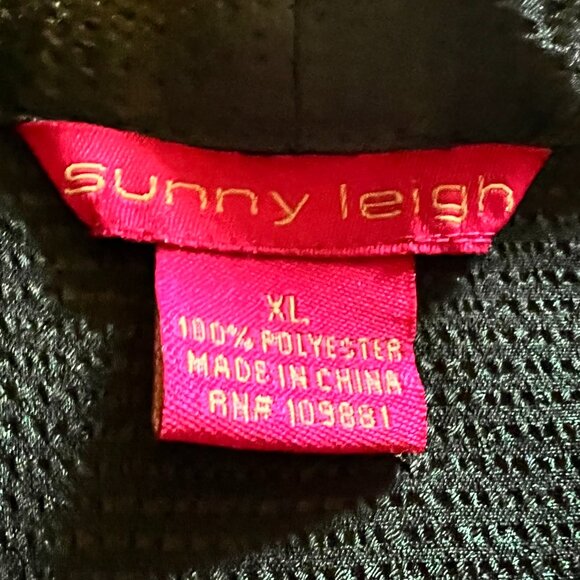 sunny leigh
XL
100% POLYESTER
MADE IN CHINA
RN# 109881